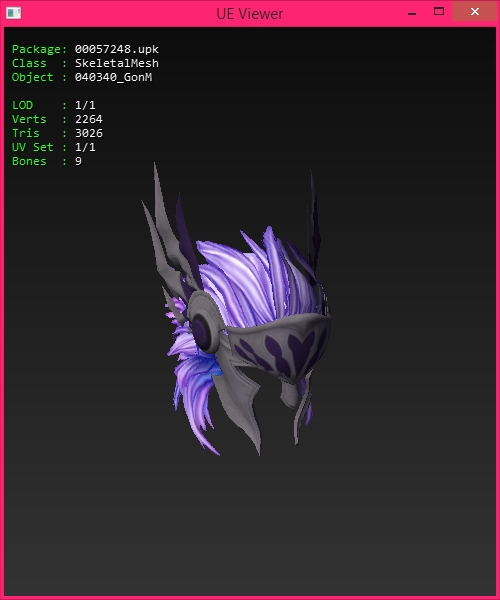 UE Viewer
Package: 00057248.upk
Class : SkeletalMesh
Object : 040340_GonM
LOD : 1/1
Verts : 2264
Tris : 3026
UV Set : 1/1
Bones : 9